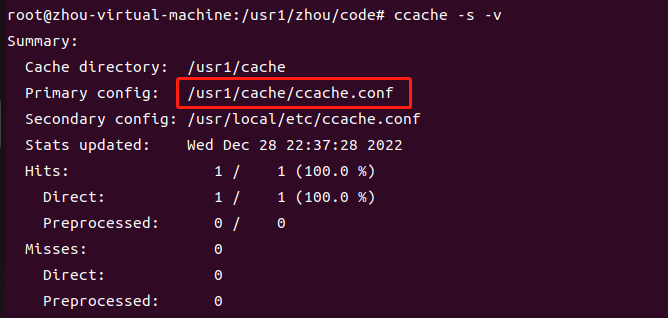 root@zhou-virtual-machine:/usr1/zhou/code# ccache -s -v
Summary:
  Cache directory:  /usr1/cache
  Primary config:   /usr1/cache/ccache.conf
  Secondary config: /usr/local/etc/ccache.conf
  Stats updated:    Wed Dec 28 22:37:28 2022
  Hits:                1 /    1 (100.0 %)
    Direct:            1 /    1 (100.0 %)
    Preprocessed:      0 /    0
  Misses:              0
    Direct:            0
    Preprocessed:      0